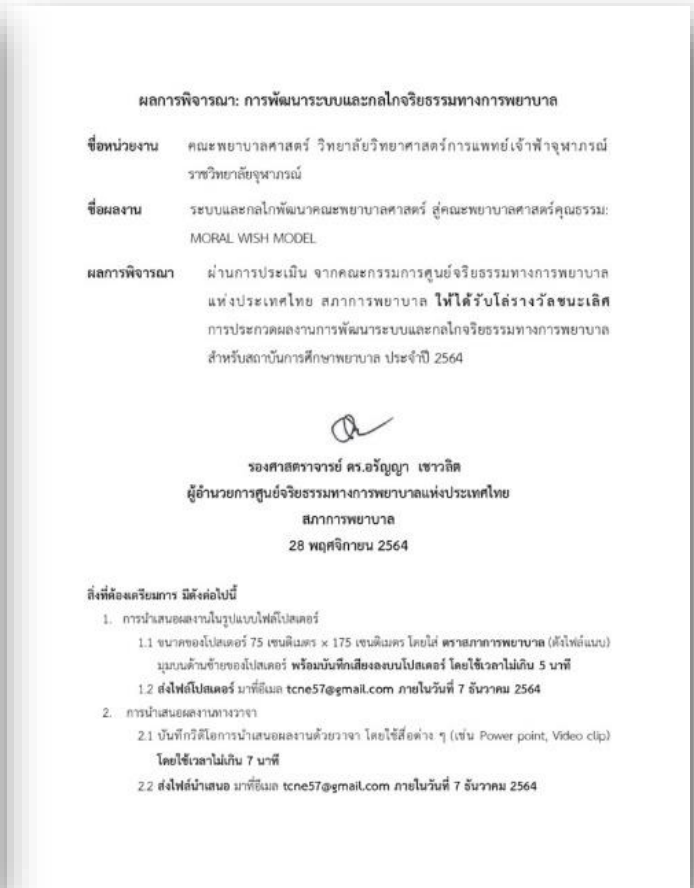 ผลการพิจารณา: การพัฒนาระบบและกลไกจริยธรรมทางการพยาบาล
ชื่อหน่วยงาน คณะพยาบาลศาสตร์ วิทยาลัยวิทยาศาสตร์การแพทย์เจ้าฟ้าจุฬาภรณ์
ราชวิทยาลัยจุฬาภรณ์
ชื่อผลงาน ระบบและกลไกพัฒนาคณะพยาบาลศาสตร์ สู่คณะพยาบาลศาสตร์คุณธรรม:
MORAL WISH MODEL
ผลการพิจารณา ผ่านการประเมิน จากคณะกรรมการศูนย์จริยธรรมทางการพยาบาล
แห่งประเทศไทย สภาการพยาบาล ให้ได้รับโล่รางวัลชนะเลิศ
การประกวดผลงานการพัฒนาระบบและกลไกจริยธรรมทางการพยาบาล
สำหรับสถาบันการศึกษาพยาบาล ประจำปี 2564
รองศาสตราจารย์ ดร.อรัญญา เชาวลิต
ผู้อำนวยการศูนย์จริยธรรมทางการพยาบาลแห่งประเทศไทย
สภาการพยาบาล
28 พฤศจิกายน 2564
สิ่งที่ต้องเตรียมการ มีดังต่อไปนี้
1. การนำเสนอผลงานในรูปแบบไฟล์โปสเตอร์
1.1 ขนาดของโปสเตอร์ 75 เซนติเมตร × 175 เซนติเมตร โดยใส่ ตราสภาการพยาบาล (ดังไฟล์แนบ)
มุมบนด้านซ้ายของโปสเตอร์ พร้อมบันทึกเสียงลงบนโปสเตอร์ โดยใช้เวลาไม่เกิน 5 นาที
1.2 ส่งไฟล์โปสเตอร์ มาที่อีเมล tcne57@gmail.com ภายในวันที่ 7 ธันวาคม 2564
2. การนำเสนอผลงานทางวาจา
2.1 บันทึกวิดีโอการนำเสนอผลงานด้วยวาจา โดยใช้สื่อต่าง ๆ (เช่น Power point, Video clip)
โดยใช้เวลาไม่เกิน 7 นาที
2.2 ส่งไฟล์นำเสนอ มาที่อีเมล tcne57@gmail.com ภายในวันที่ 7 ธันวาคม 2564